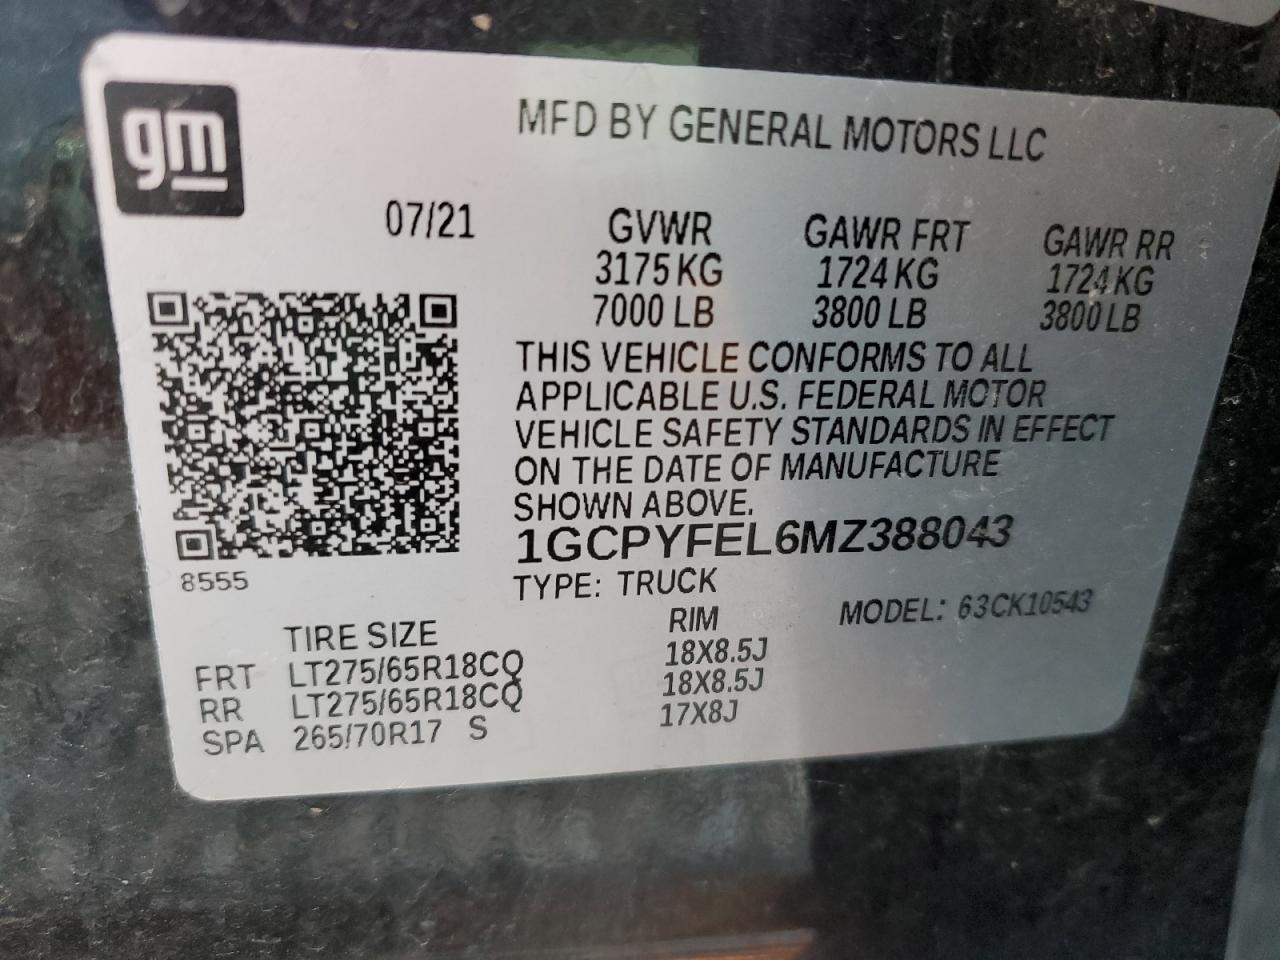 gm
MFD BY GENERAL MOTORS LLC
07/21
GVWR GAWR FRT GAWR RR
3175 KG 1724 KG 1724 KG
7000 LB 3800 LB 3800 LB
THIS VEHICLE CONFORMS TO ALL
APPLICABLE U.S. FEDERAL MOTOR
VEHICLE SAFETY STANDARDS IN EFFECT
ON THE DATE OF MANUFACTURE
SHOWN ABOVE.
1GCPYFEL6MZ388043
8555
TYPE: TRUCK
MODEL: 63CK10543
TIRE SIZE RIM
FRT LT275/65R18CQ 18X8.5J
RR LT275/65R18CQ 18X8.5J
SPA 265/70R17 S 17X8J